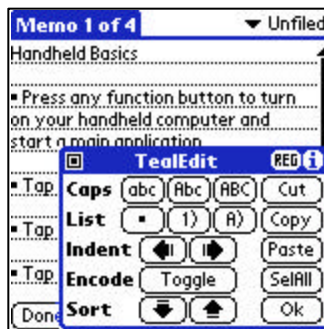 Memo 1 of 4 Unfiled
Handheld Basics
▪ Press any function button to turn
on your handheld computer and
start a main application
▪ Tap
▪ Tap
▪ Tap
Done
TealEdit REG i
Caps abc Abc ABC Cut
List ▪ 1) A) Copy
Indent Paste
Encode Toggle SelAll
Sort Ok